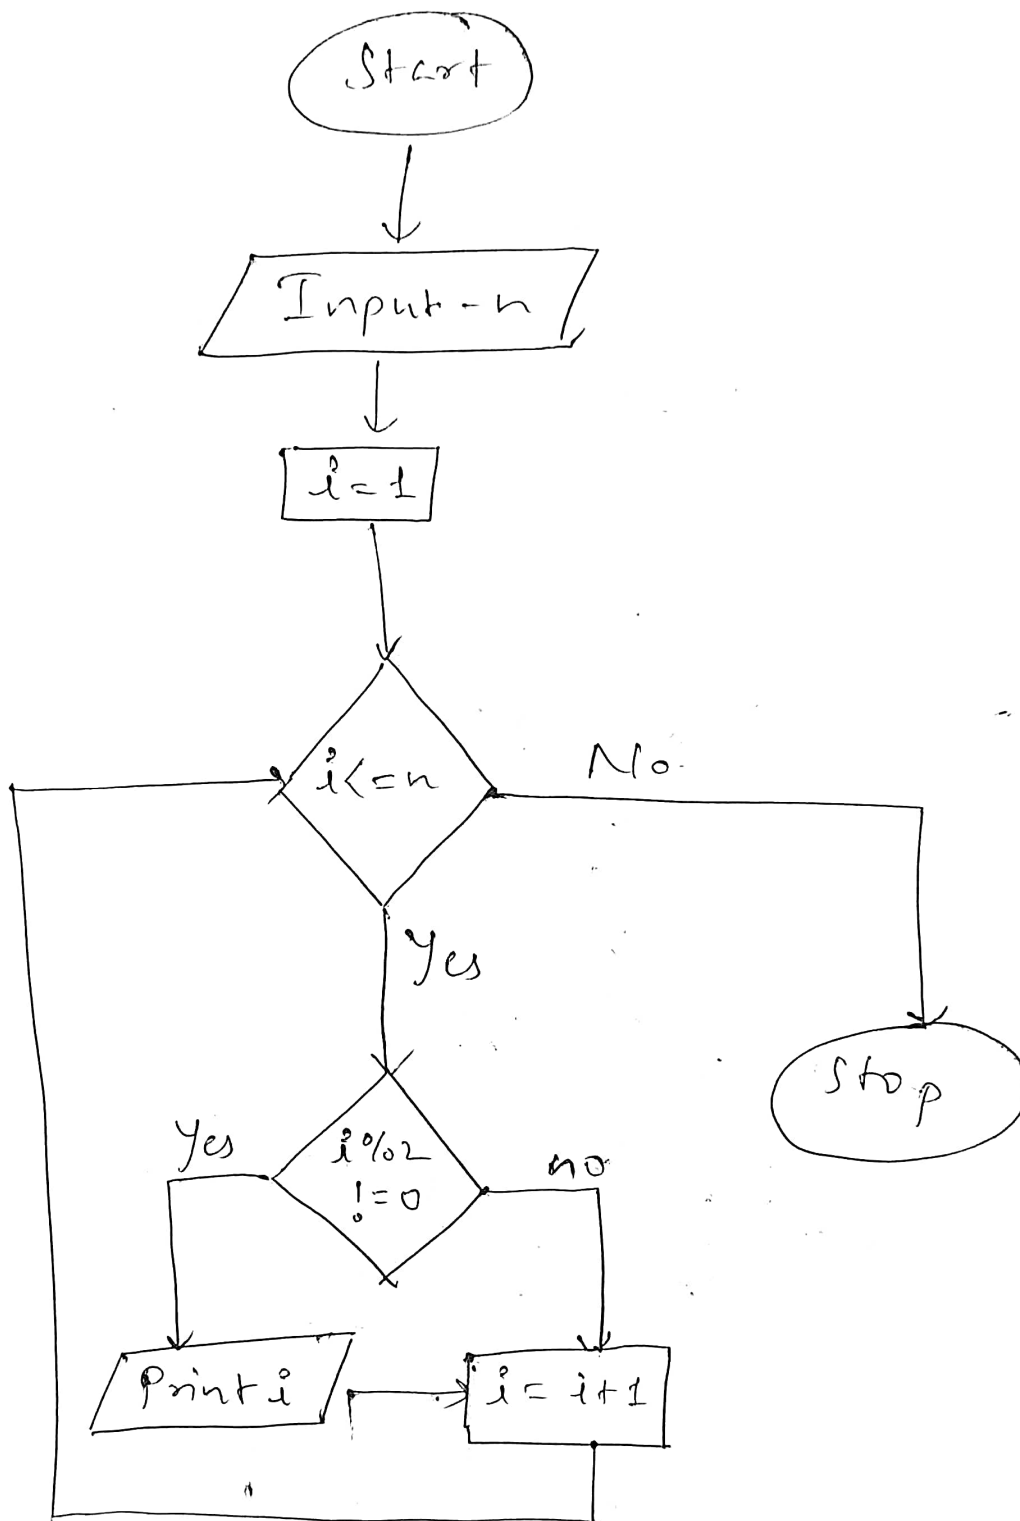 Start
Input - n
i = 1
i<=n
No
Yes
Stop
Yes
i%2
!=0
no
Print i
i = i+1